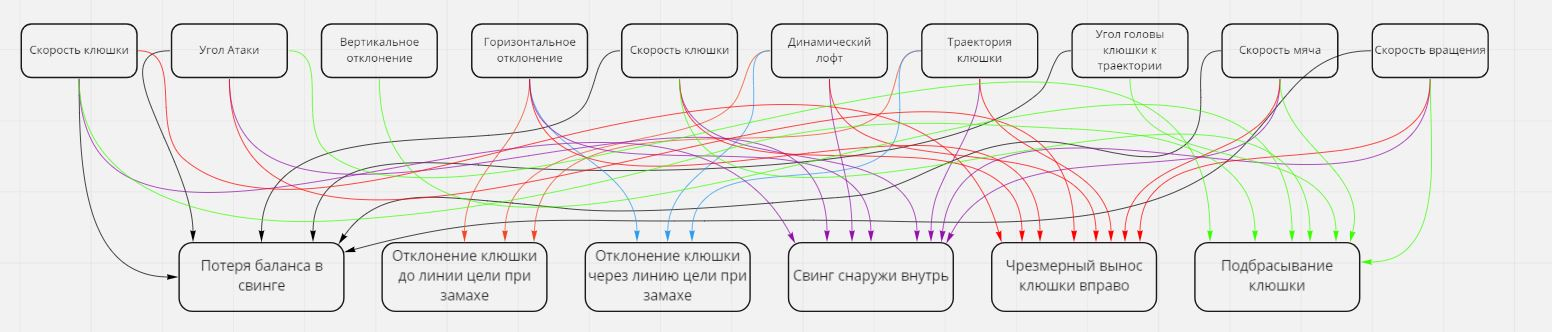 Скорость клюшки
Угол Атаки
Вертикальное
отклонение
Горизонтальное
отклонение
Скорость клюшки
Динамический
лофт
Траектория
клюшки
Угол головы
клюшки к
траектории
Скорость мяча
Скорость вращения
Потеря баланса в
свинге
Отклонение клюшки
до линии цели при
замахе
Отклонение клюшки
через линию цели при
замахе
Свинг снаружи внутрь
Чрезмерный вынос
клюшки вправо
Подбрасывание
клюшки